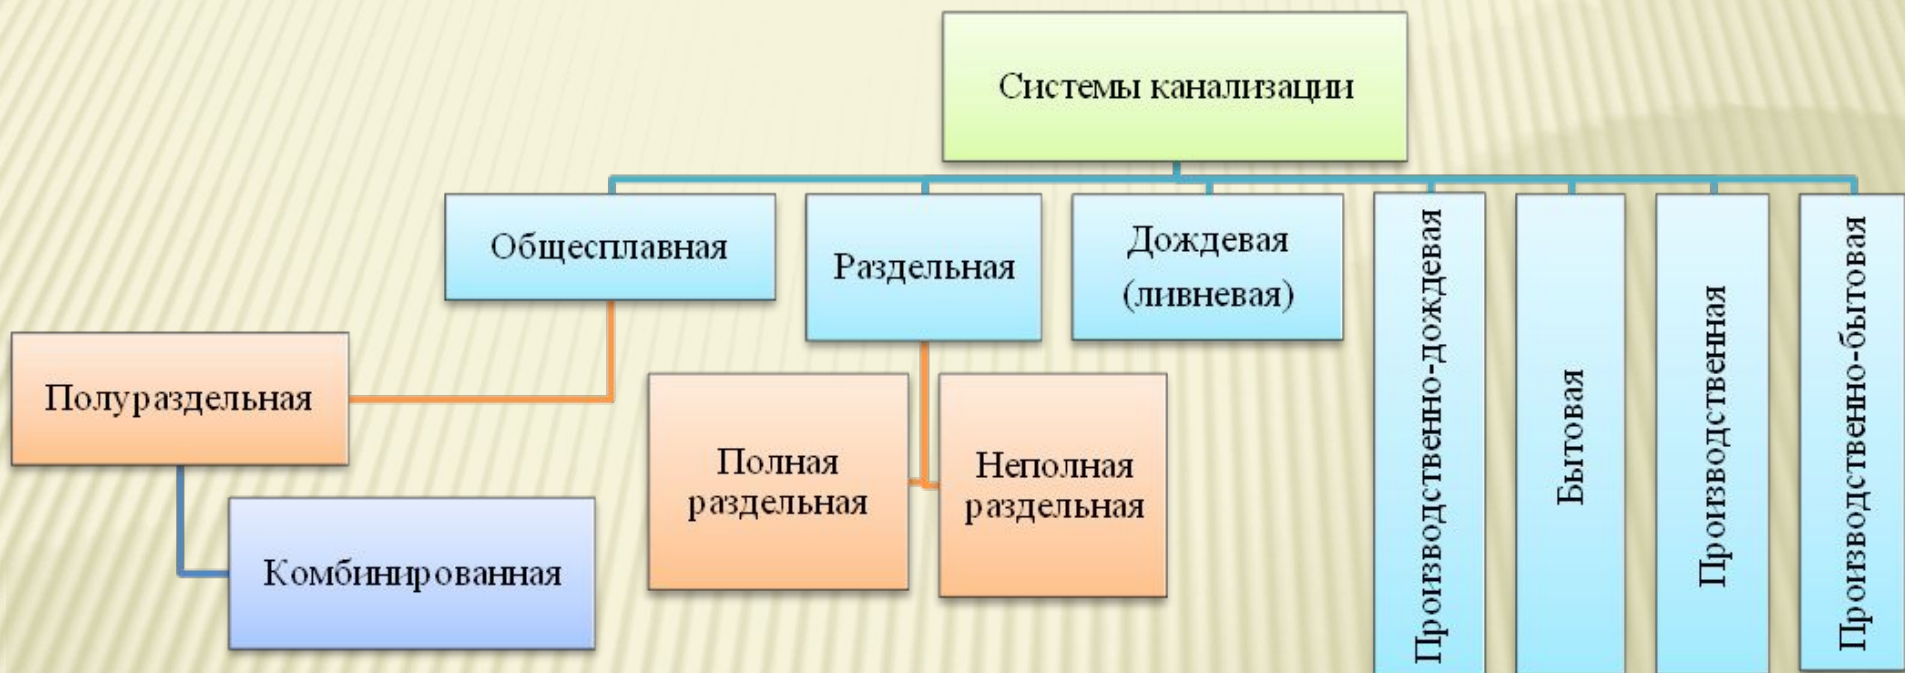 Системы канализации
Общесплавная
Раздельная
Дождевая
(ливневая)
Производственно-дождевая
Бытовая
Производственная
Производственно-бытовая
Полураздельная
Полная
раздельная
Неполная
раздельная
Комбинированная